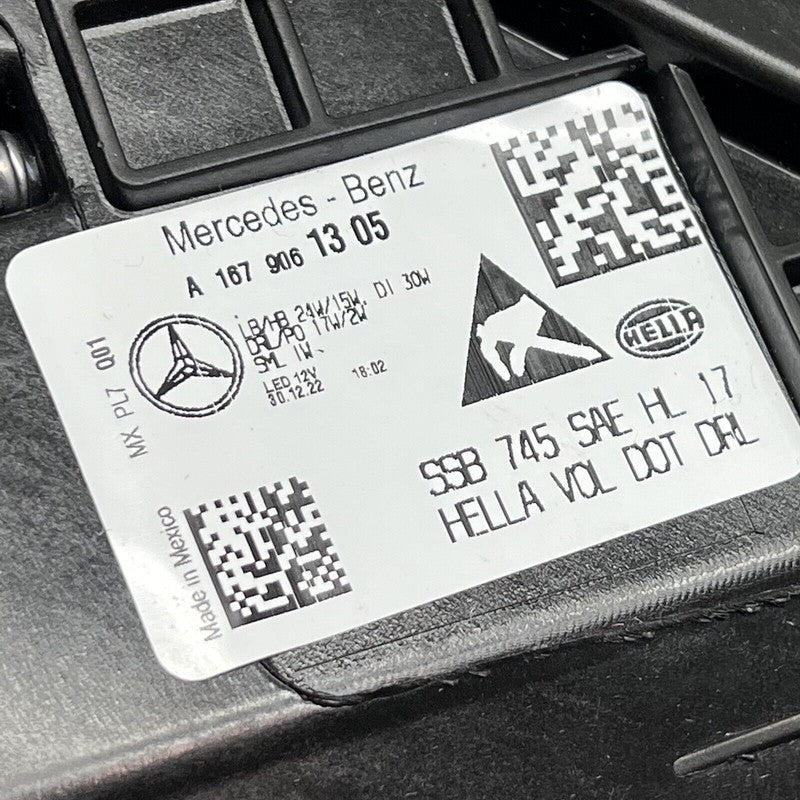 Mercedes - Benz
A 167 906 13 05
LB/HB 24W/15W, DI 30W
DRL/PO 17W/2W
SML 1W
LED 12V
30.12.22 18:02
MX PL7 Q01
HELLA
SSB 745 SAE HL 17
HELLA VOL DOT DRL
Made in Mexico